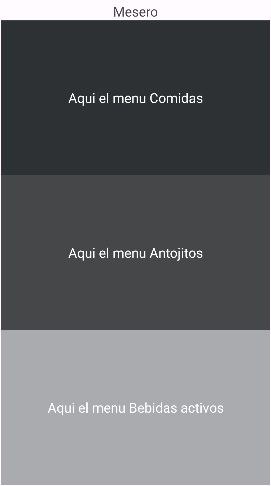 Mesero
Aqui el menu Comidas
Aqui el menu Antojitos
Aqui el menu Bebidas activos